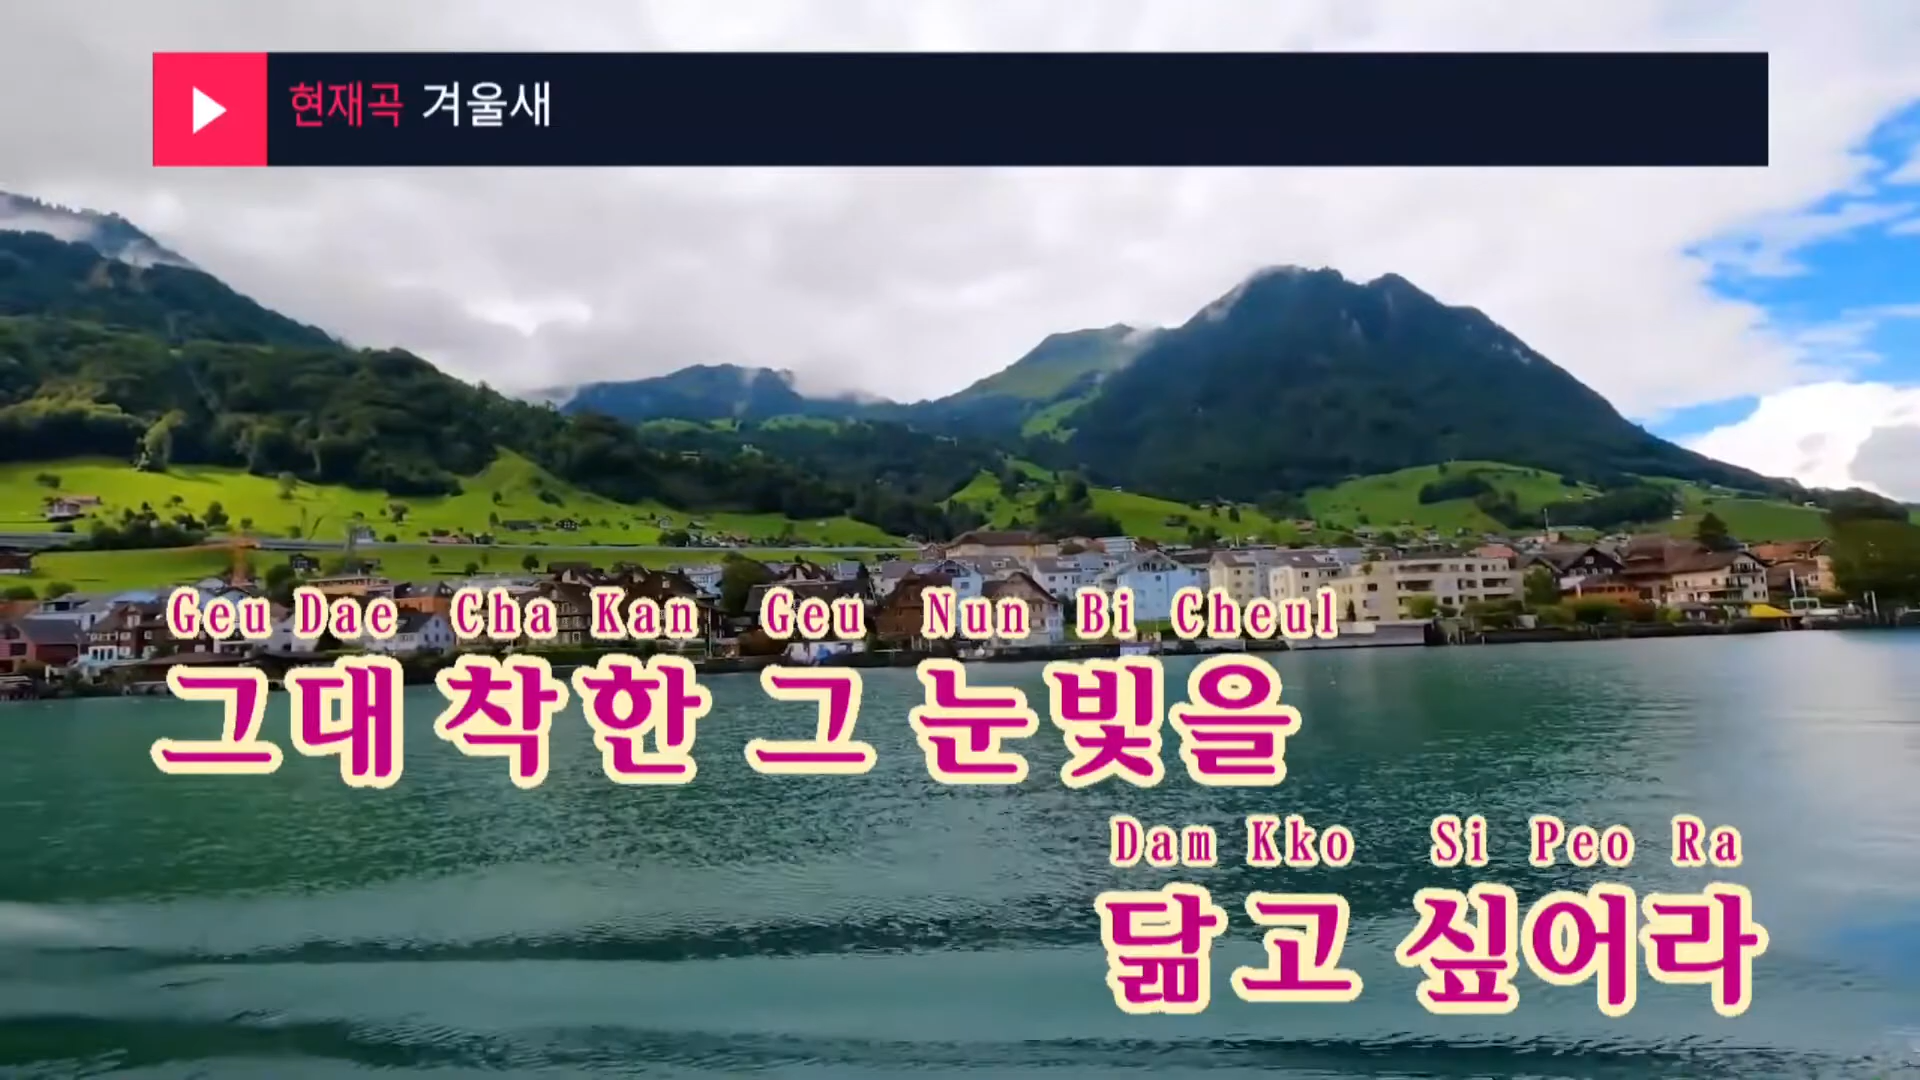 현재곡 겨울새
Geu Dae Cha Kan Geu Nun Bi Cheul
그대 착한 그 눈빛을
Dam Kko Si Peo Ra
닮고 싶어라